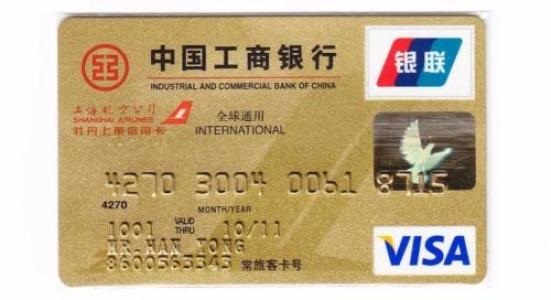 中国工商银行
INDUSTRIAL AND COMMERCIAL BANK OF CHINA
银联
上海航空公司
SHANGHAI AIRLINES
牡丹上航信用卡
全球通用
INTERNATIONAL
4270 3004 0061 8715
4270
MONTH/YEAR
1001 VALID THRU 10/11
MR.HAN YONG
8600563343 常旅客卡号
VISA